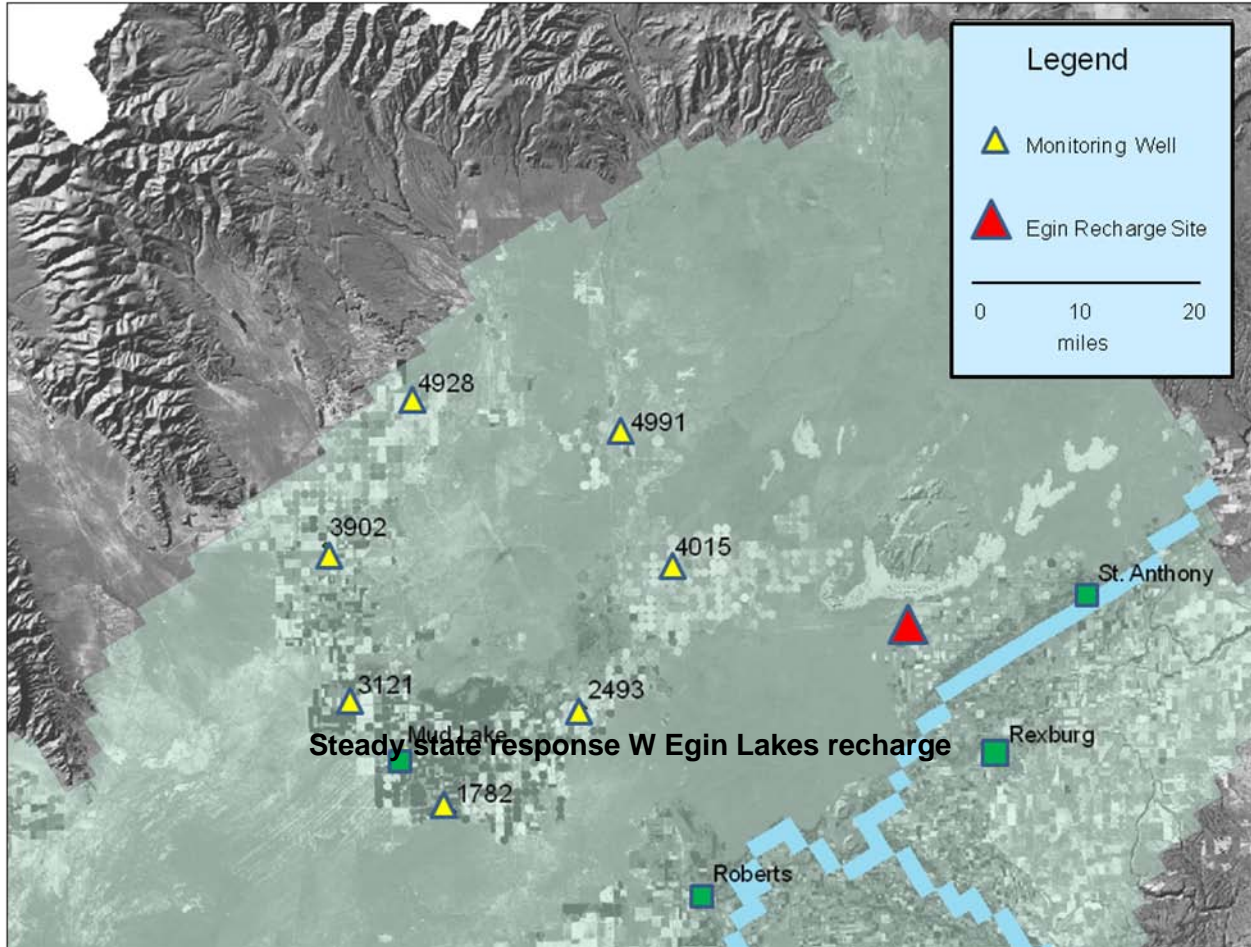 Legend
Monitoring Well
Egin Recharge Site
0 10 20
miles
4928
4991
3902
4015
St. Anthony
3121
2493
Mud Lake
Rexburg
Steady state response W Egin Lakes recharge
1782
Roberts